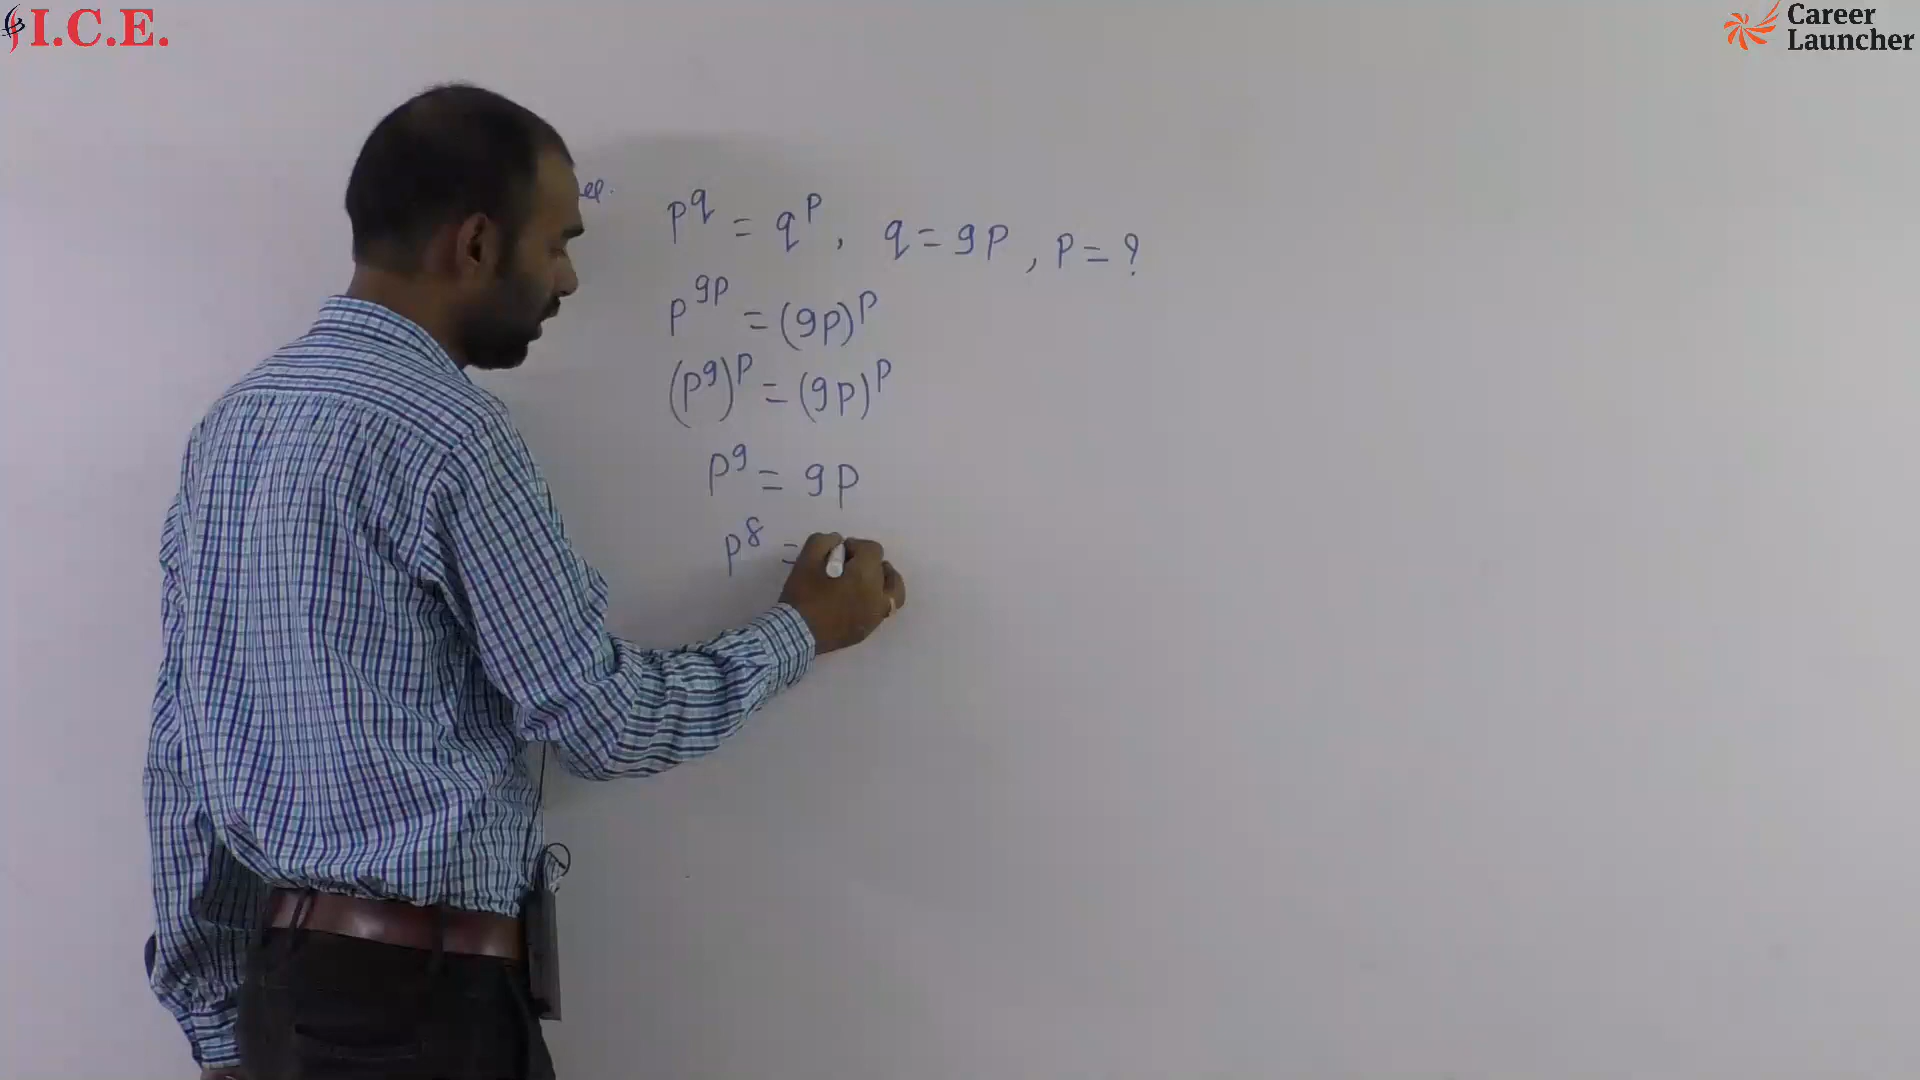 I.C.E.
Career
Launcher
p^q = q^p, q = 9p, p = ?
p^9p = (9p)^p
(p^9)^p = (9p)^p
p^9 = 9p
p^8 =